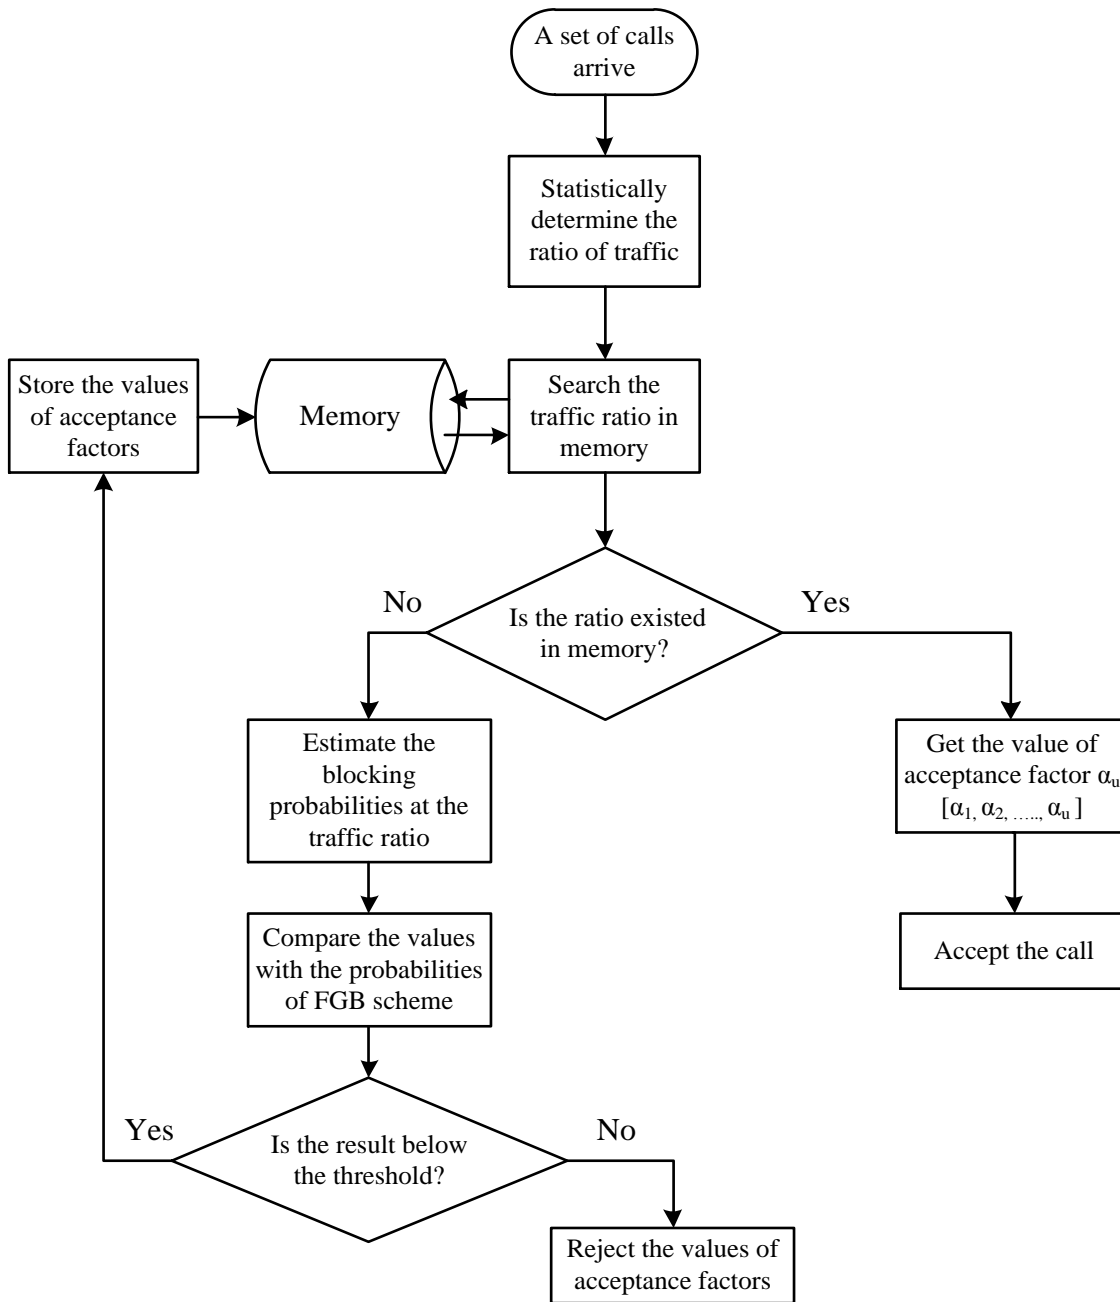 A set of calls
arrive
Statistically
determine the
ratio of traffic
Store the values
of acceptance
factors
Memory
Search the
traffic ratio in
memory
No
Yes
Is the ratio existed
in memory?
Estimate the
blocking
probabilities at the
traffic ratio
Get the value of
acceptance factor αu
[α1, α2, ....., αu ]
Compare the values
with the probabilities
of FGB scheme
Accept the call
Yes
No
Is the result below
the threshold?
Reject the values of
acceptance factors